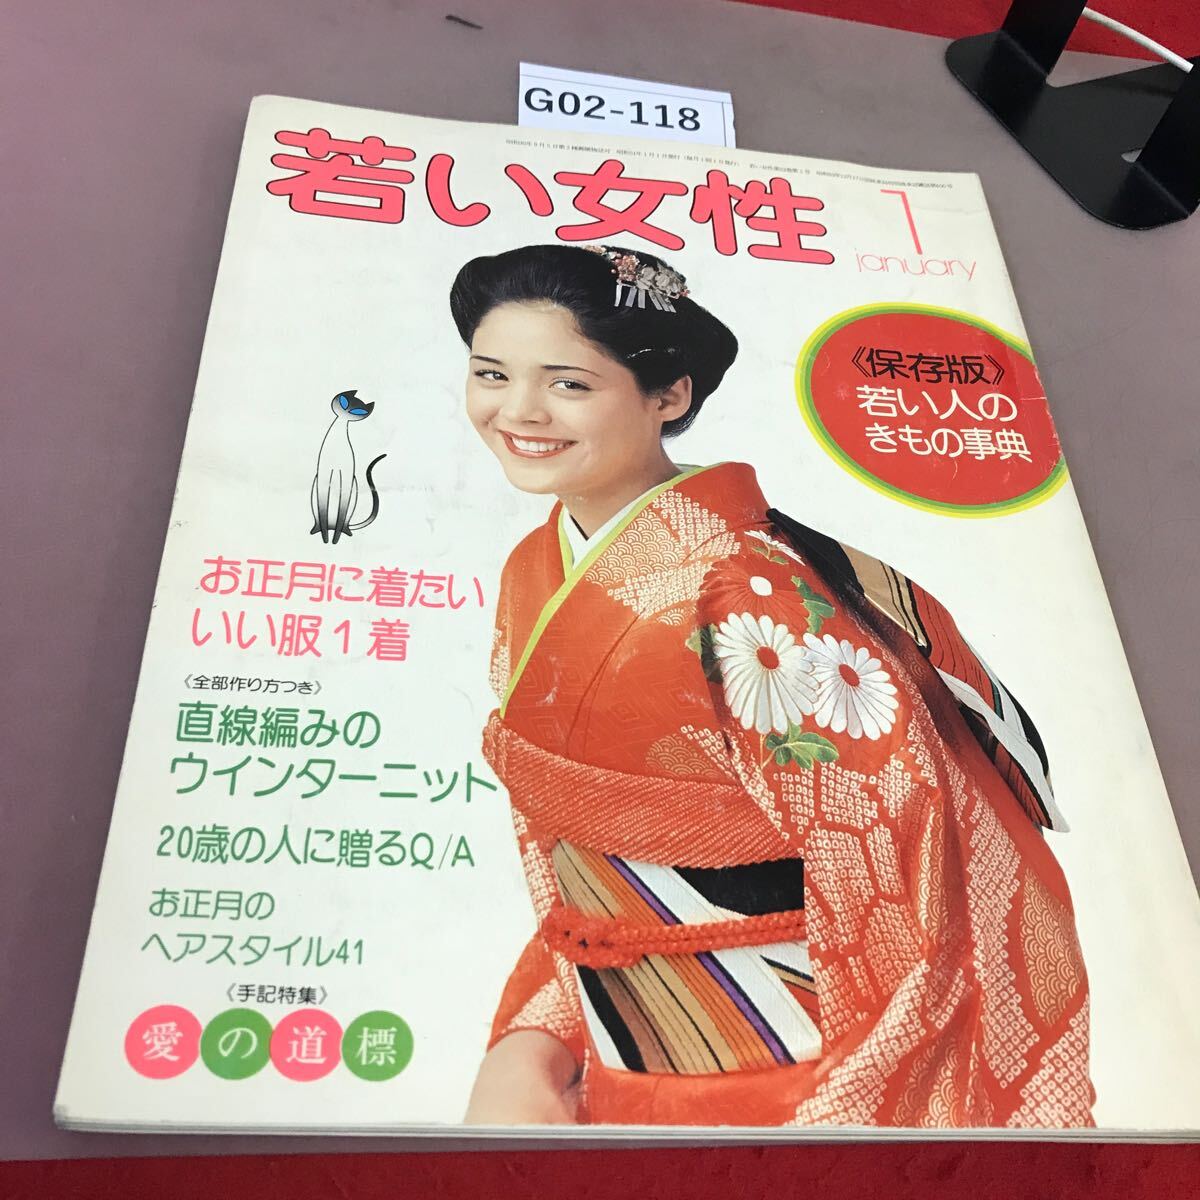 G02-118
若い女性
1
january
《保存版》
若い人の
きもの事典
お正月に着たい
いい服1着
《全部作り方つき》
直線編みの
ウインターニット
20歳の人に贈るQ/A
お正月の
ヘアスタイル41
《手記特集》
愛の道標